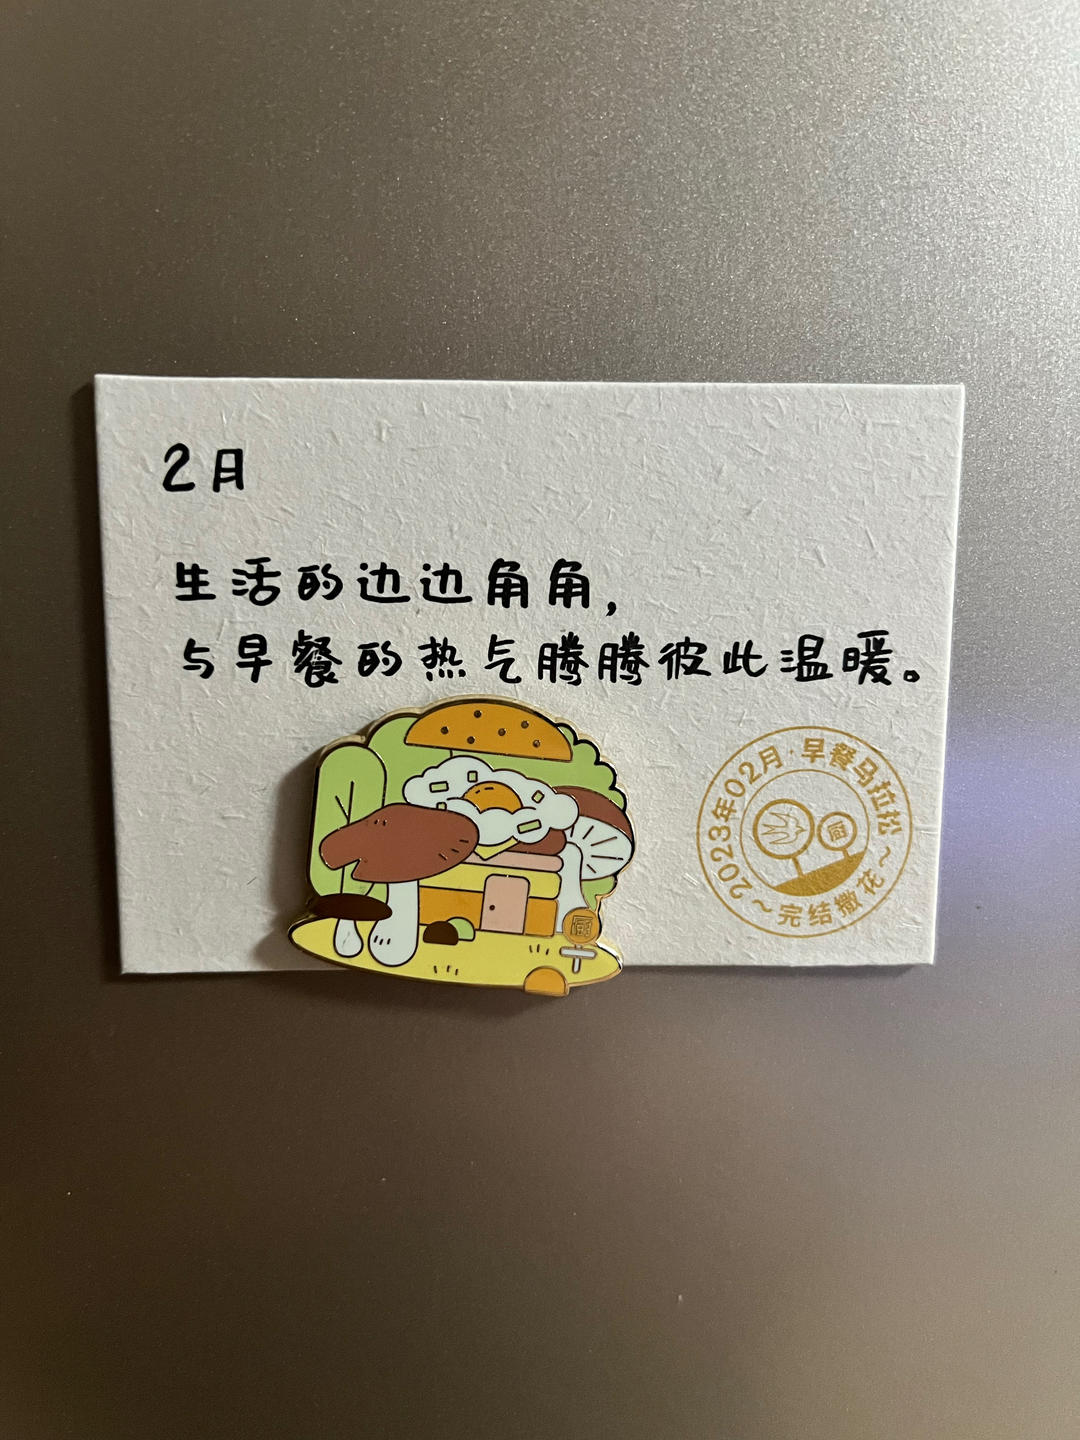 2月
生活的边边角角，
与早餐的热气腾腾彼此温暖。
2023年02月·早餐马拉松
～完结撒花～
厨
厨